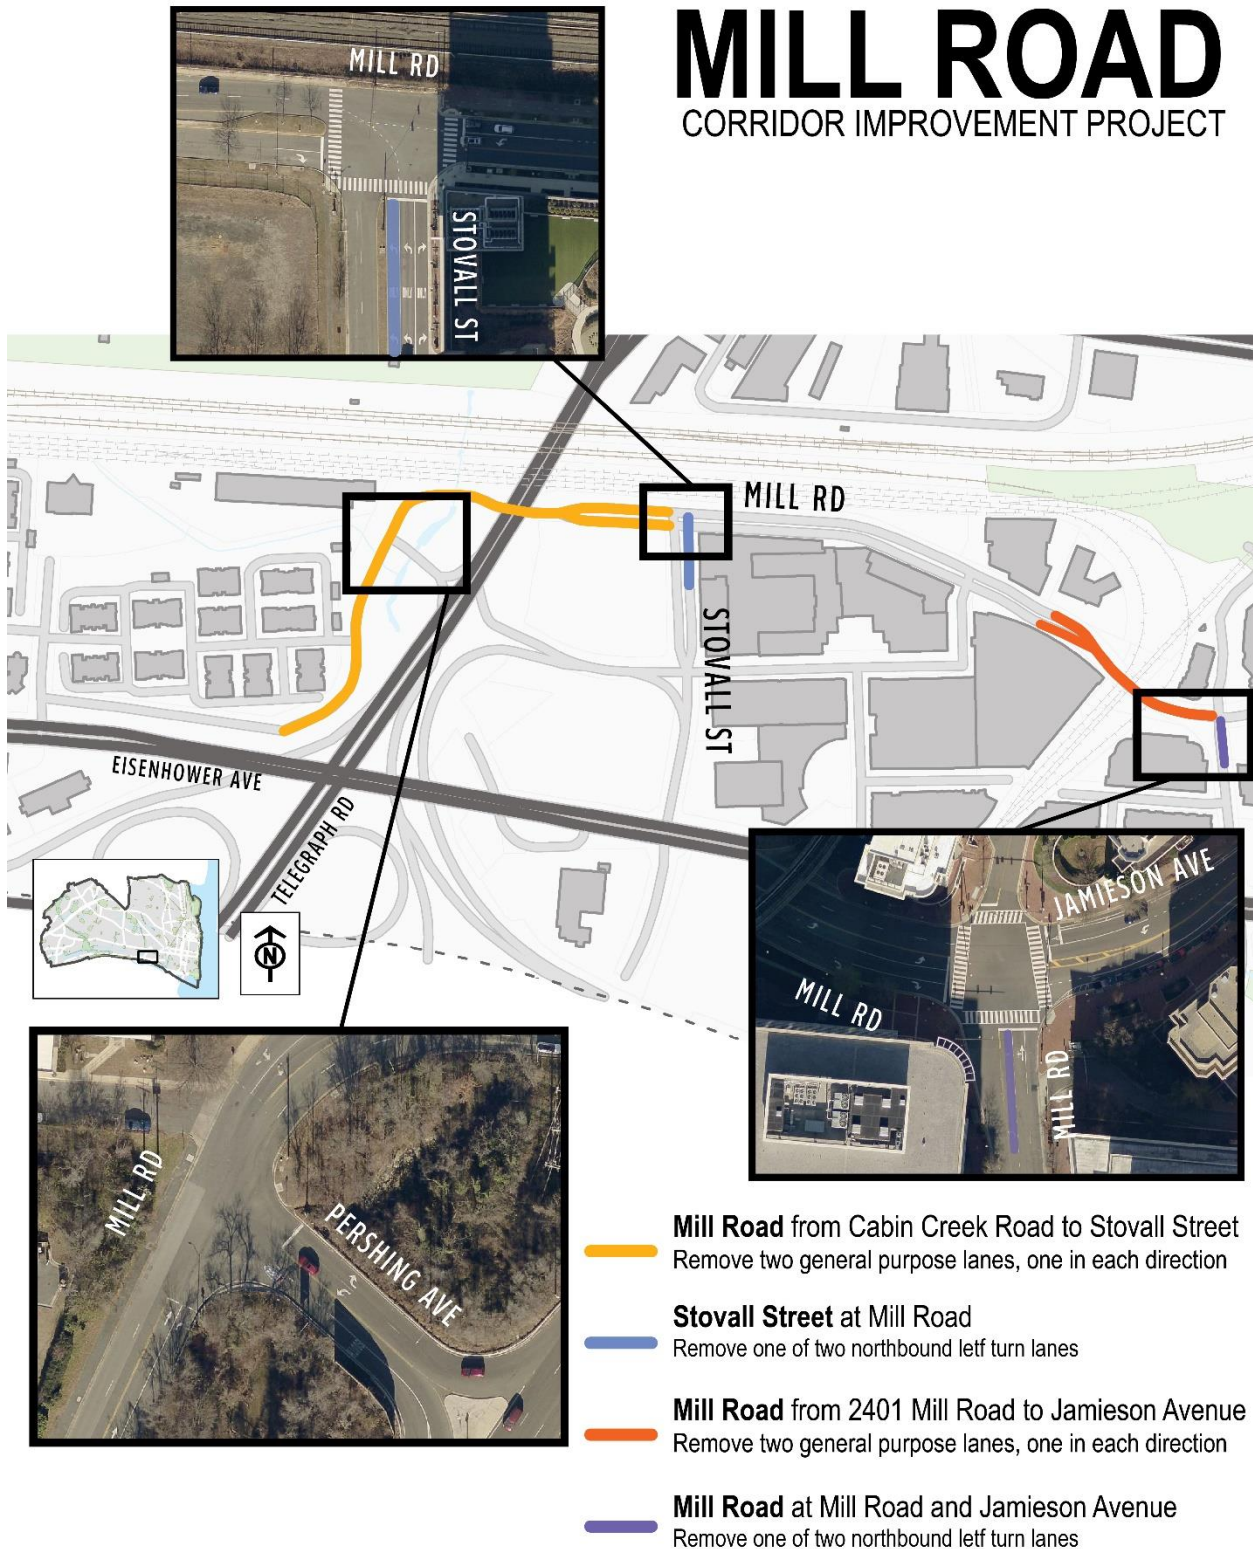 MILL ROAD
CORRIDOR IMPROVEMENT PROJECT
MILL RD
STOVALL ST
MILL RD
STOVALL ST
EISENHOWER AVE
TELEGRAPH RD
N
JAMIESON AVE
MILL RD
MILL RD
MILL RD
PERSHING AVE
Mill Road from Cabin Creek Road to Stovall Street
Remove two general purpose lanes, one in each direction
Stovall Street at Mill Road
Remove one of two northbound letf turn lanes
Mill Road from 2401 Mill Road to Jamieson Avenue
Remove two general purpose lanes, one in each direction
Mill Road at Mill Road and Jamieson Avenue
Remove one of two northbound letf turn lanes